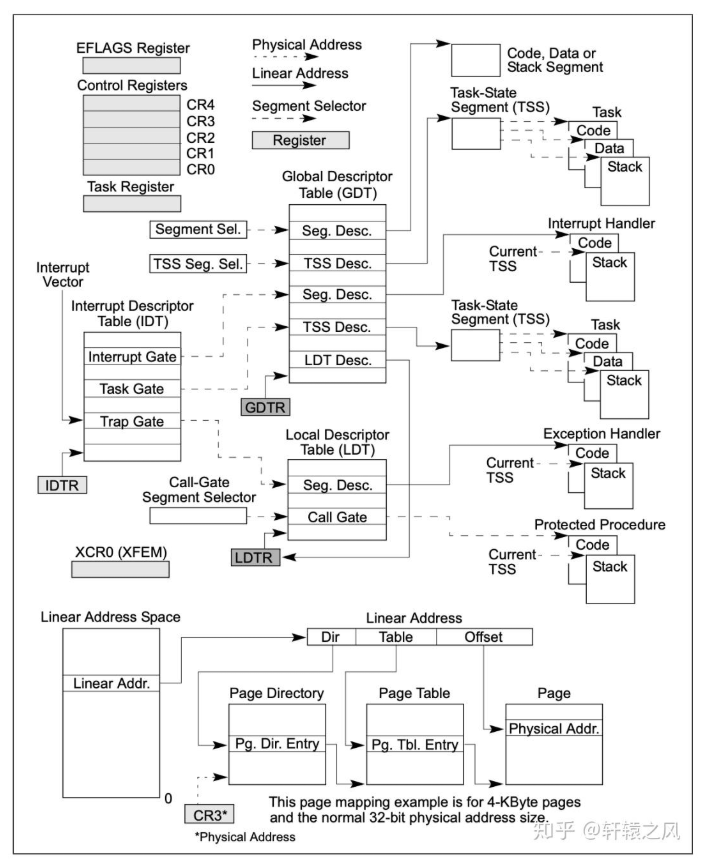 EFLAGS Register
Control Registers
CR4
CR3
CR2
CR1
CR0
Task Register
Physical Address
Linear Address
Segment Selector
Register
Code, Data or
Stack Segment
Task-State
Segment (TSS)
Task
Code
Data
Stack
Global Descriptor
Table (GDT)
Segment Sel.
Seg. Desc.
TSS Seg. Sel.
TSS Desc.
Seg. Desc.
TSS Desc.
LDT Desc.
GDTR
Interrupt Handler
Code
Current
TSS
Stack
Task-State
Segment (TSS)
Task
Code
Data
Stack
Interrupt
Vector
Interrupt Descriptor
Table (IDT)
Interrupt Gate
Task Gate
Trap Gate
IDTR
Local Descriptor
Table (LDT)
Seg. Desc.
Call Gate
LDTR
Call-Gate
Segment Selector
XCR0 (XFEM)
Exception Handler
Code
Current
TSS
Stack
Protected Procedure
Code
Current
TSS
Stack
Linear Address Space
Linear Addr.
0
Linear Address
Dir
Table
Offset
Page Directory
Pg. Dir. Entry
Page Table
Pg. Tbl. Entry
Page
Physical Addr.
CR3*
*Physical Address
This page mapping example is for 4-KByte pages
and the normal 32-bit physical address size.
知乎 @轩辕之风